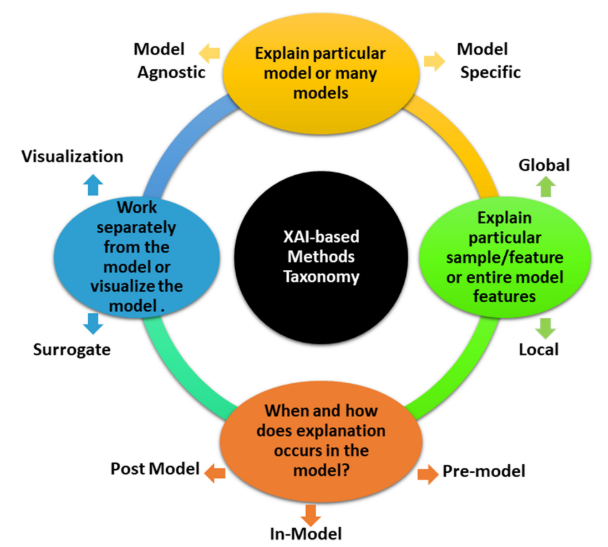 Model
Agnostic
Explain particular
model or many
models
Model
Specific
Visualization
Global
Work
separately
from the
model or
visualize the
model .
XAI-based
Methods
Taxonomy
Explain
particular
sample/feature
or entire model
features
Surrogate
Local
When and how
does explanation
occurs in the
model?
Post Model
Pre-model
In-Model